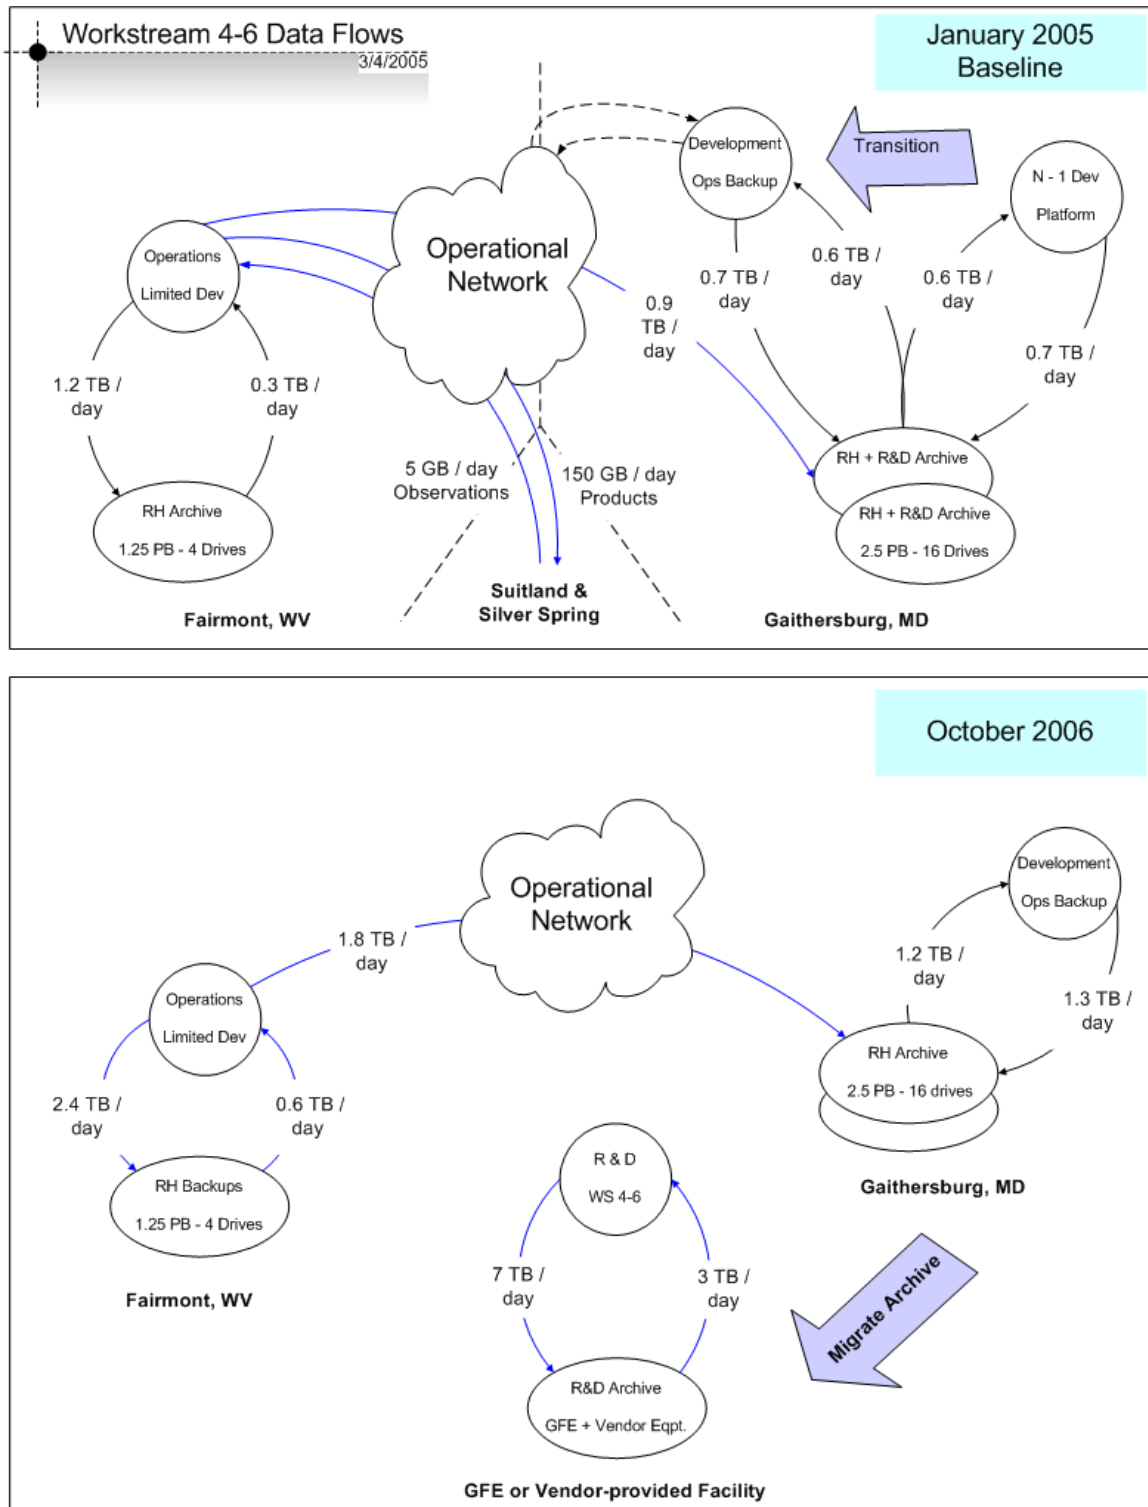 Workstream 4-6 Data Flows
3/4/2005
January 2005
Baseline
Development
Ops Backup
Transition
N - 1 Dev
Platform
Operations
Limited Dev
Operational
Network
0.7 TB /
day
0.6 TB /
day
0.6 TB /
day
0.9
TB /
day
0.7 TB /
day
1.2 TB /
day
0.3 TB /
day
5 GB / day
Observations
150 GB / day
Products
RH + R&D Archive
RH + R&D Archive
2.5 PB - 16 Drives
RH Archive
1.25 PB - 4 Drives
Suitland &
Silver Spring
Fairmont, WV
Gaithersburg, MD
October 2006
Operational
Network
Development
Ops Backup
1.8 TB /
day
1.2 TB /
day
1.3 TB /
day
Operations
Limited Dev
RH Archive
2.5 PB - 16 drives
2.4 TB /
day
0.6 TB /
day
R & D
WS 4-6
RH Backups
1.25 PB - 4 Drives
Gaithersburg, MD
Fairmont, WV
7 TB /
day
3 TB /
day
Migrate Archive
R&D Archive
GFE + Vendor Eqpt.
GFE or Vendor-provided Facility